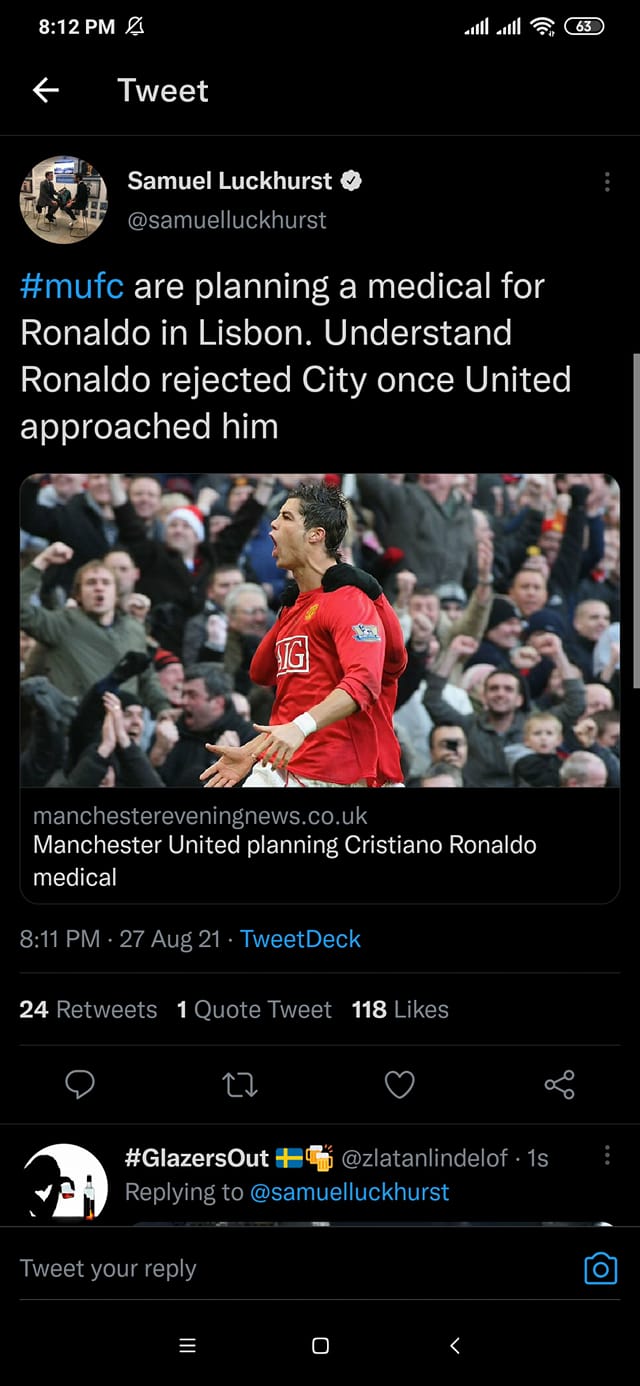 8:12 PM
63
Tweet
Samuel Luckhurst
@samuelluckhurst
#mufc are planning a medical for
Ronaldo in Lisbon. Understand
Ronaldo rejected City once United
approached him
AIG
manchestereveningnews.co.uk
Manchester United planning Cristiano Ronaldo
medical
8:11 PM · 27 Aug 21 · TweetDeck
24 Retweets 1 Quote Tweet 118 Likes
#GlazersOut 🇸🇪🍻 @zlatanlindelof · 1s
Replying to @samuelluckhurst
Tweet your reply